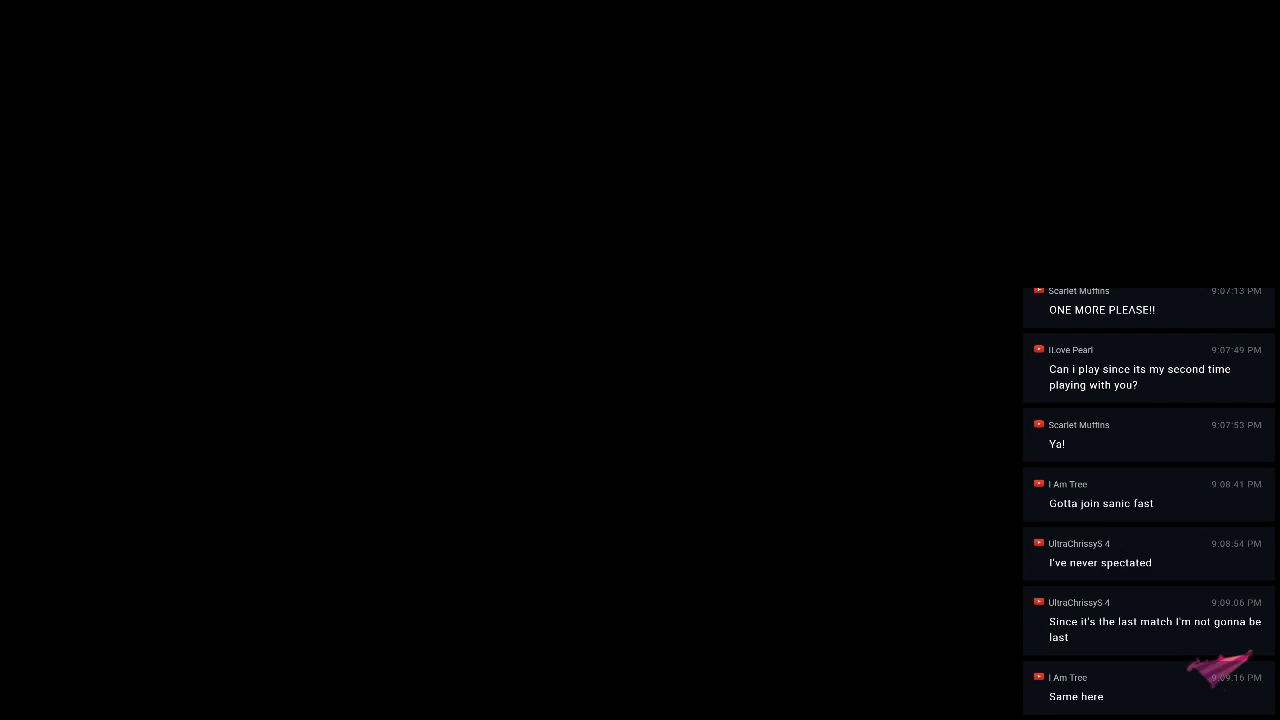 Scarlet Muffins 9:07:13 PM
ONE MORE PLEASE!!
ILove Pearl 9:07:49 PM
Can i play since its my second time
playing with you?
Scarlet Muffins 9:07:53 PM
Ya!
I Am Tree 9:08:41 PM
Gotta join sanic fast
UltraChrissyS 4 9:08:54 PM
I've never spectated
UltraChrissyS 4 9:09:06 PM
Since it's the last match I'm not gonna be
last
I Am Tree 9:09:16 PM
Same here